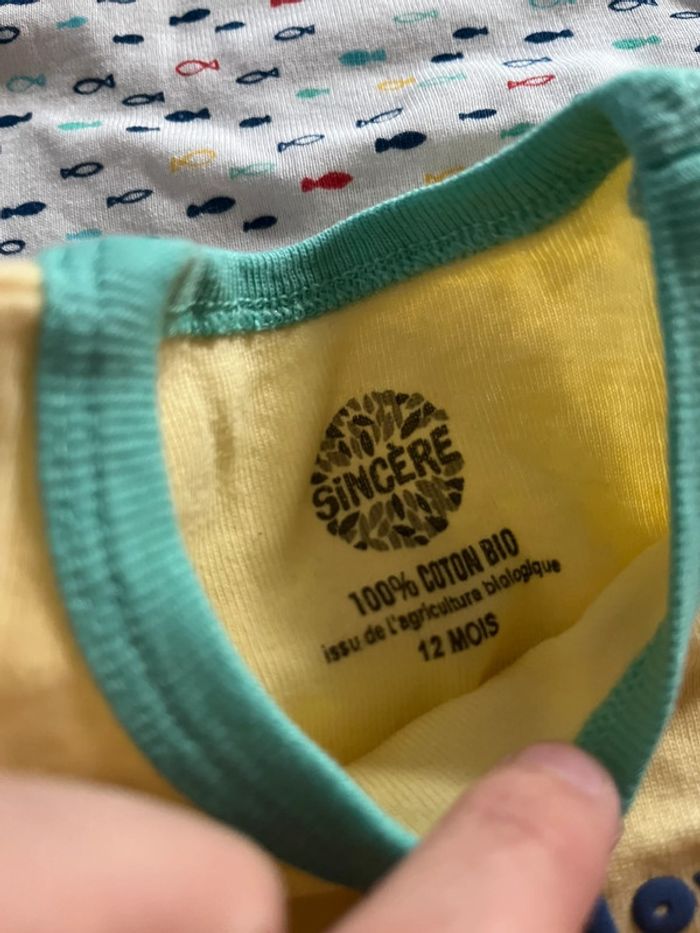 SiNCÈRE
100% COTON BIO
issu de l'agriculture biologique
12 MOIS